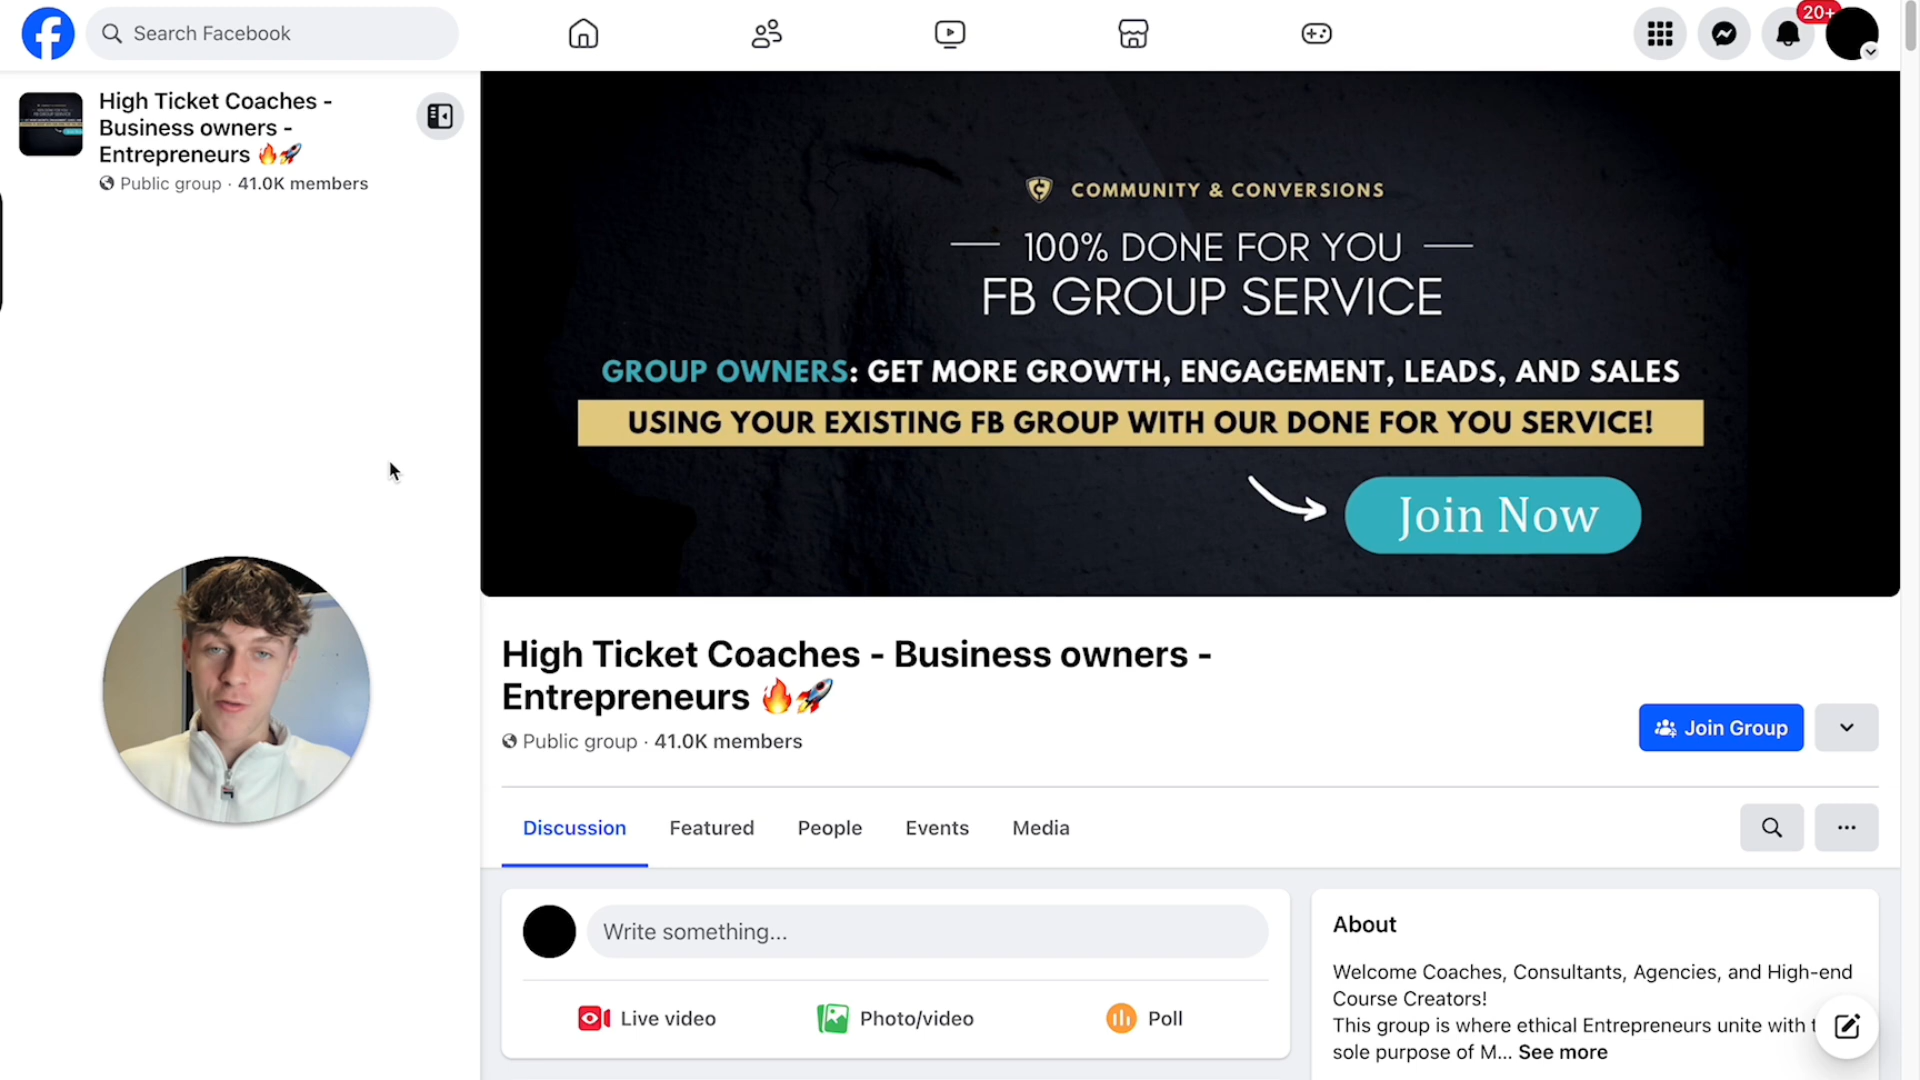 Search Facebook
20+
High Ticket Coaches -
Business owners -
Entrepreneurs 🔥🚀
Public group · 41.0K members
COMMUNITY & CONVERSIONS
100% DONE FOR YOU
FB GROUP SERVICE
GROUP OWNERS: GET MORE GROWTH, ENGAGEMENT, LEADS, AND SALES
USING YOUR EXISTING FB GROUP WITH OUR DONE FOR YOU SERVICE!
Join Now
High Ticket Coaches - Business owners -
Entrepreneurs 🔥🚀
Public group · 41.0K members
Join Group
Discussion
Featured
People
Events
Media
Write something...
Live video
Photo/video
Poll
About
Welcome Coaches, Consultants, Agencies, and High-end
Course Creators!
This group is where ethical Entrepreneurs unite with
sole purpose of M... See more